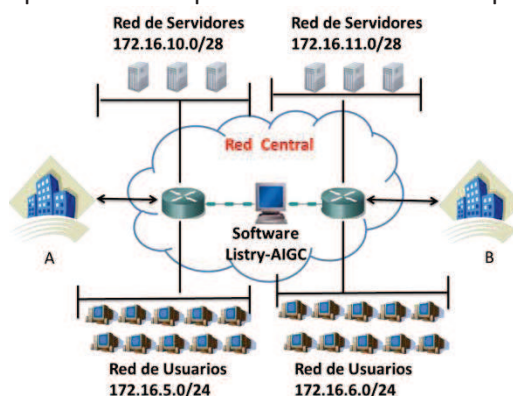 Red de Servidores
172.16.10.0/28
Red de Servidores
172.16.11.0/28
Red Central
Software
Listry-AIGC
A
B
Red de Usuarios
172.16.5.0/24
Red de Usuarios
172.16.6.0/24